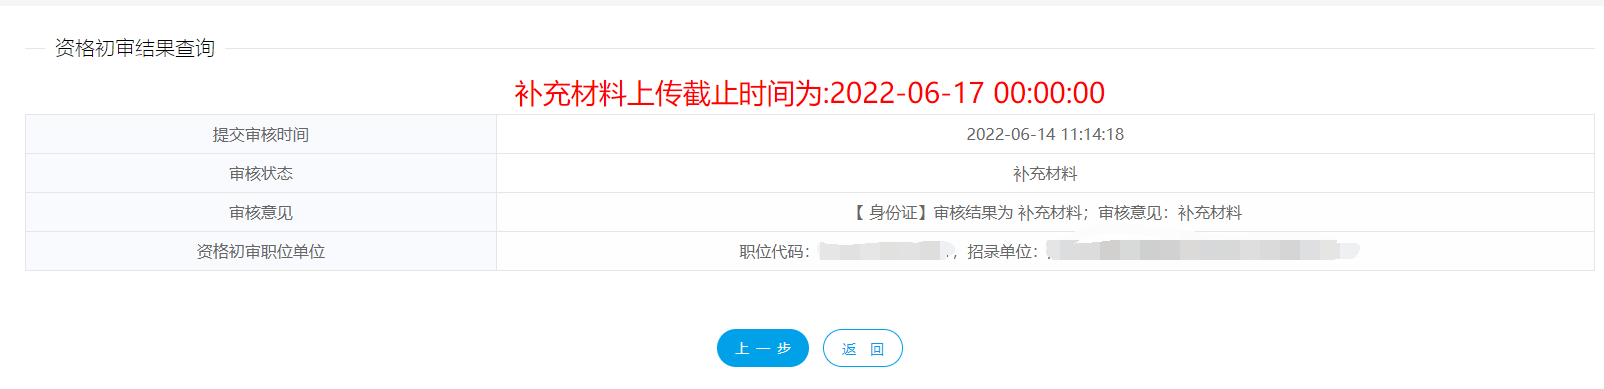 资格初审结果查询
补充材料上传截止时间为:2022-06-17 00:00:00
提交审核时间 2022-06-14 11:14:18
审核状态 补充材料
审核意见 【 身份证】审核结果为 补充材料；审核意见：补充材料
资格初审职位单位 职位代码： ，招录单位：
上一步 返 回